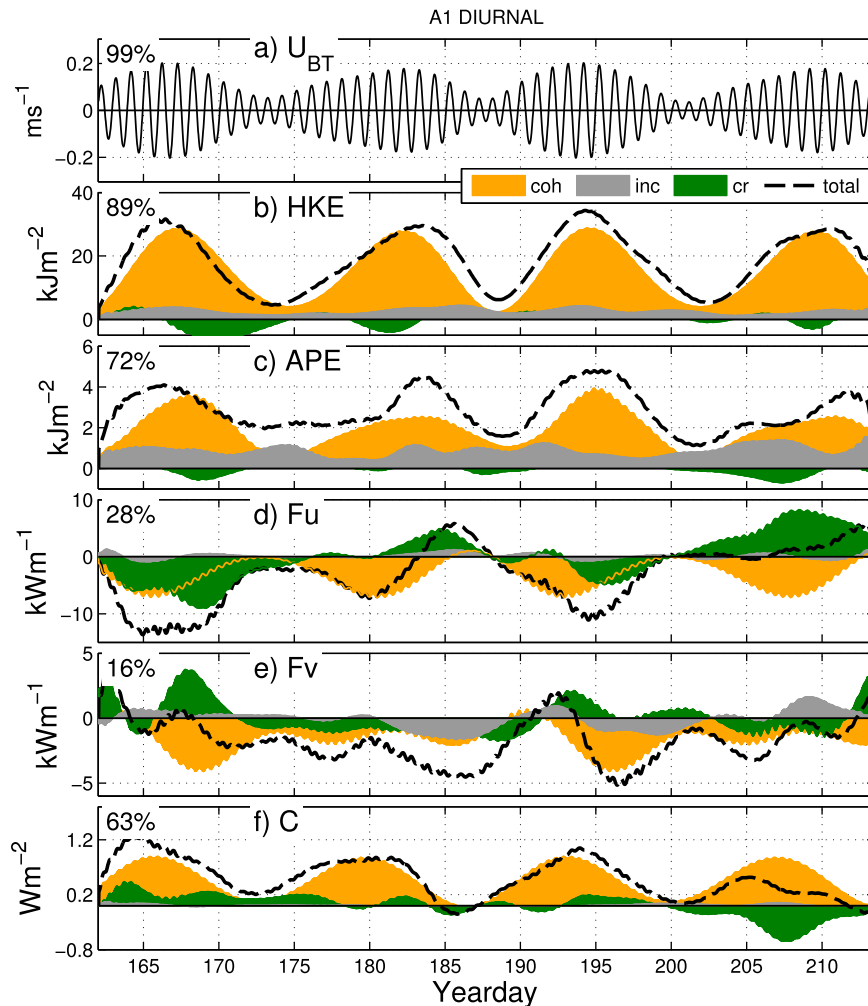 A1 DIURNAL
99%
a) U_BT
0.2
0
−0.2
ms⁻¹
coh inc cr total
89%
b) HKE
40
20
0
kJm⁻²
72%
c) APE
6
4
2
0
kJm⁻²
28%
d) Fu
10
0
−10
kWm⁻¹
16%
e) Fv
5
0
−5
kWm⁻¹
63%
f) C
1.2
0.2
−0.8
Wm⁻²
165 170 175 180 185 190 195 200 205 210
Yearday